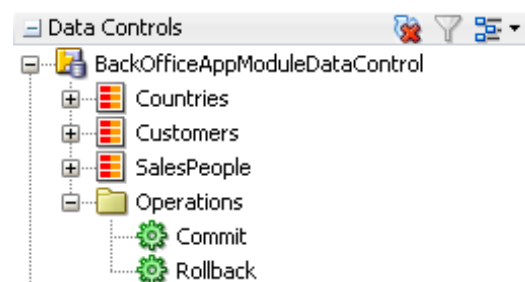 Data Controls
BackOfficeAppModuleDataControl
Countries
Customers
SalesPeople
Operations
Commit
Rollback